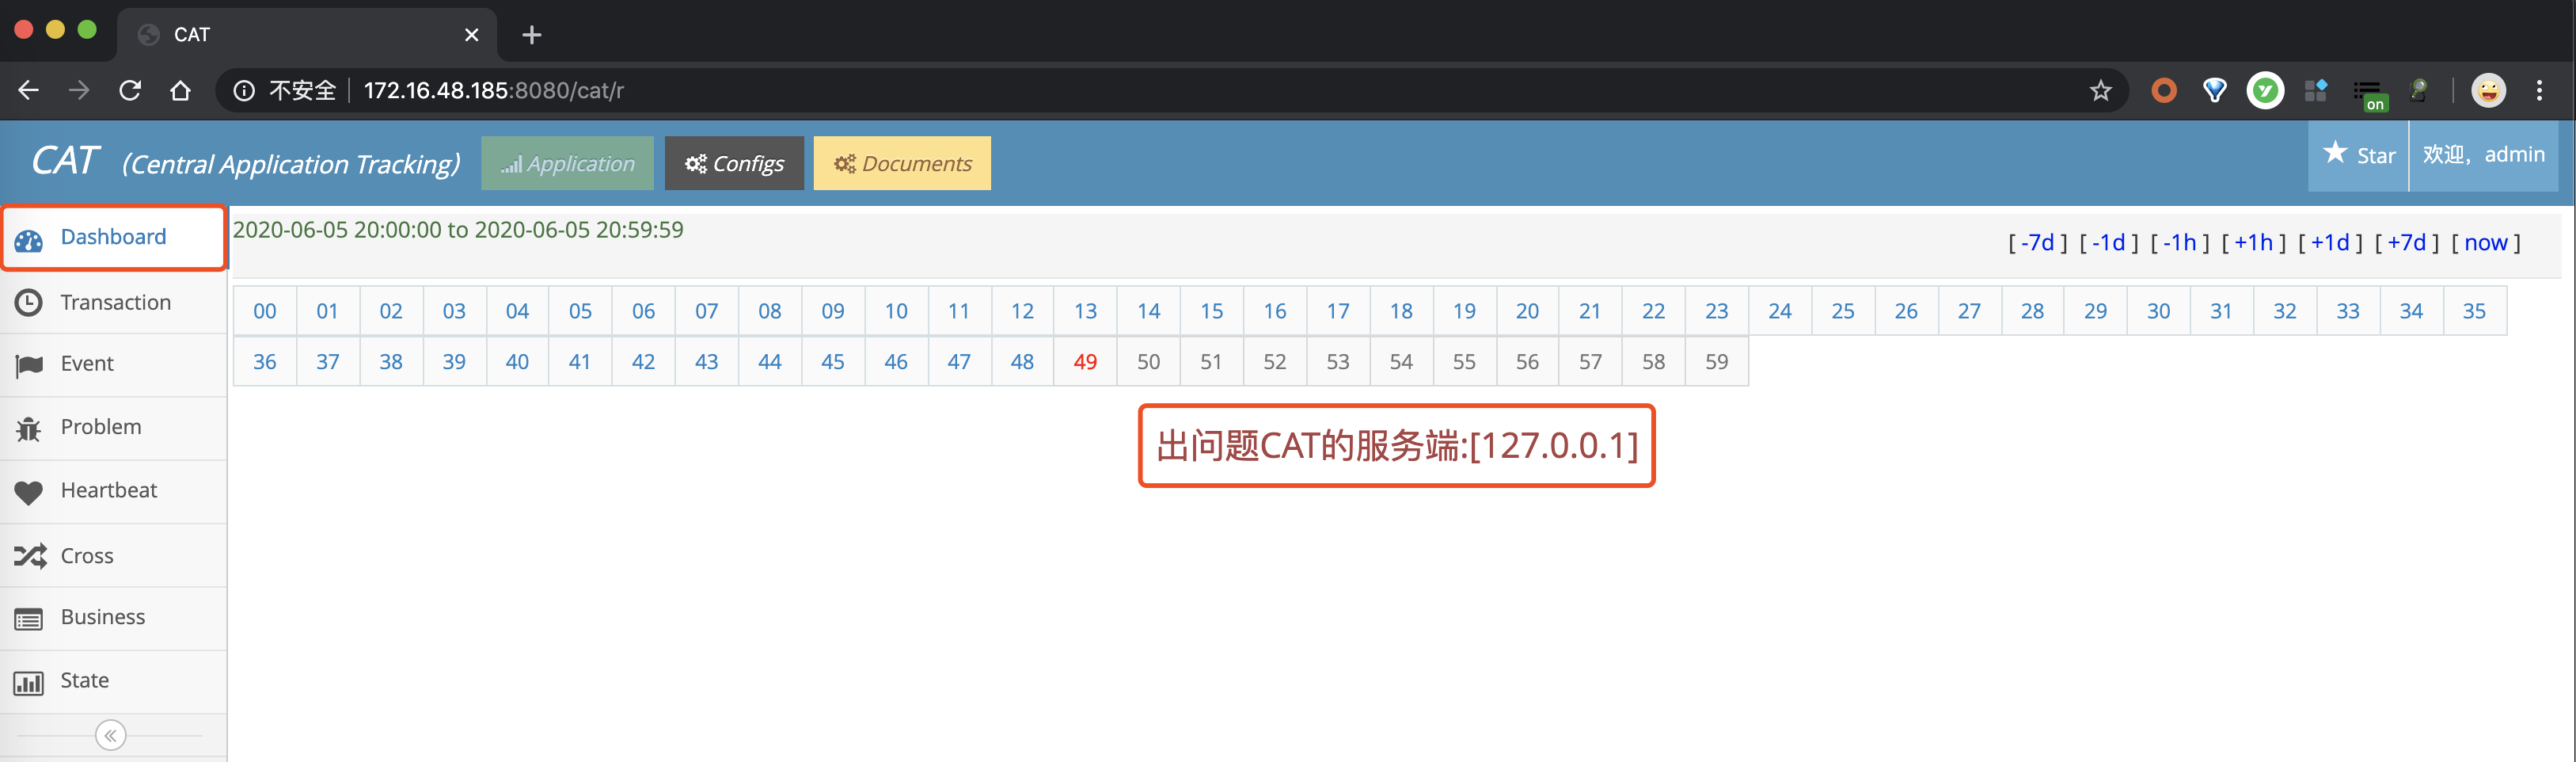 CAT
不安全 172.16.48.185:8080/cat/r
on
CAT (Central Application Tracking) Application Configs Documents Star 欢迎，admin
Dashboard
2020-06-05 20:00:00 to 2020-06-05 20:59:59
[ -7d ] [ -1d ] [ -1h ] [ +1h ] [ +1d ] [ +7d ] [ now ]
00 01 02 03 04 05 06 07 08 09 10 11 12 13 14 15 16 17 18 19 20 21 22 23 24 25 26 27 28 29 30 31 32 33 34 35
36 37 38 39 40 41 42 43 44 45 46 47 48 49 50 51 52 53 54 55 56 57 58 59
出问题CAT的服务端:[127.0.0.1]
Transaction
Event
Problem
Heartbeat
Cross
Business
State